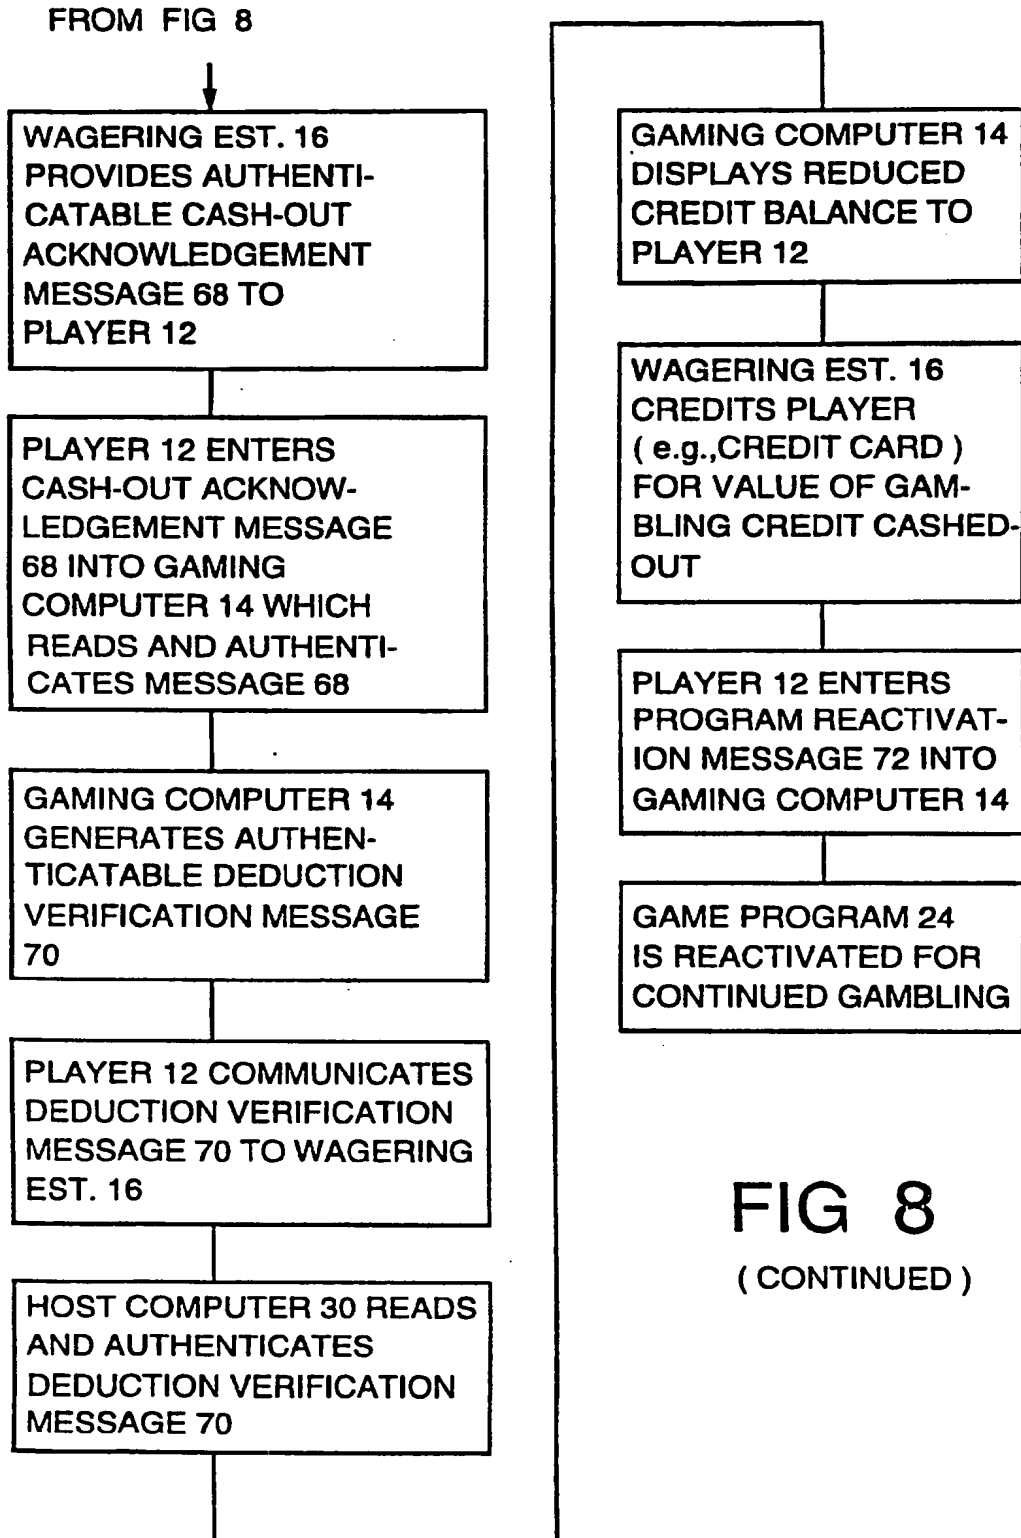 FROM FIG 8
WAGERING EST. 16
PROVIDES AUTHENTI-
CATABLE CASH-OUT
ACKNOWLEDGEMENT
MESSAGE 68 TO
PLAYER 12
PLAYER 12 ENTERS
CASH-OUT ACKNOW-
LEDGEMENT MESSAGE
68 INTO GAMING
COMPUTER 14 WHICH
READS AND AUTHENTI-
CATES MESSAGE 68
GAMING COMPUTER 14
GENERATES AUTHEN-
TICATABLE DEDUCTION
VERIFICATION MESSAGE
70
PLAYER 12 COMMUNICATES
DEDUCTION VERIFICATION
MESSAGE 70 TO WAGERING
EST. 16
HOST COMPUTER 30 READS
AND AUTHENTICATES
DEDUCTION VERIFICATION
MESSAGE 70
GAMING COMPUTER 14
DISPLAYS REDUCED
CREDIT BALANCE TO
PLAYER 12
WAGERING EST. 16
CREDITS PLAYER
( e.g.,CREDIT CARD )
FOR VALUE OF GAM-
BLING CREDIT CASHED-
OUT
PLAYER 12 ENTERS
PROGRAM REACTIVAT-
ION MESSAGE 72 INTO
GAMING COMPUTER 14
GAME PROGRAM 24
IS REACTIVATED FOR
CONTINUED GAMBLING
FIG 8
( CONTINUED )